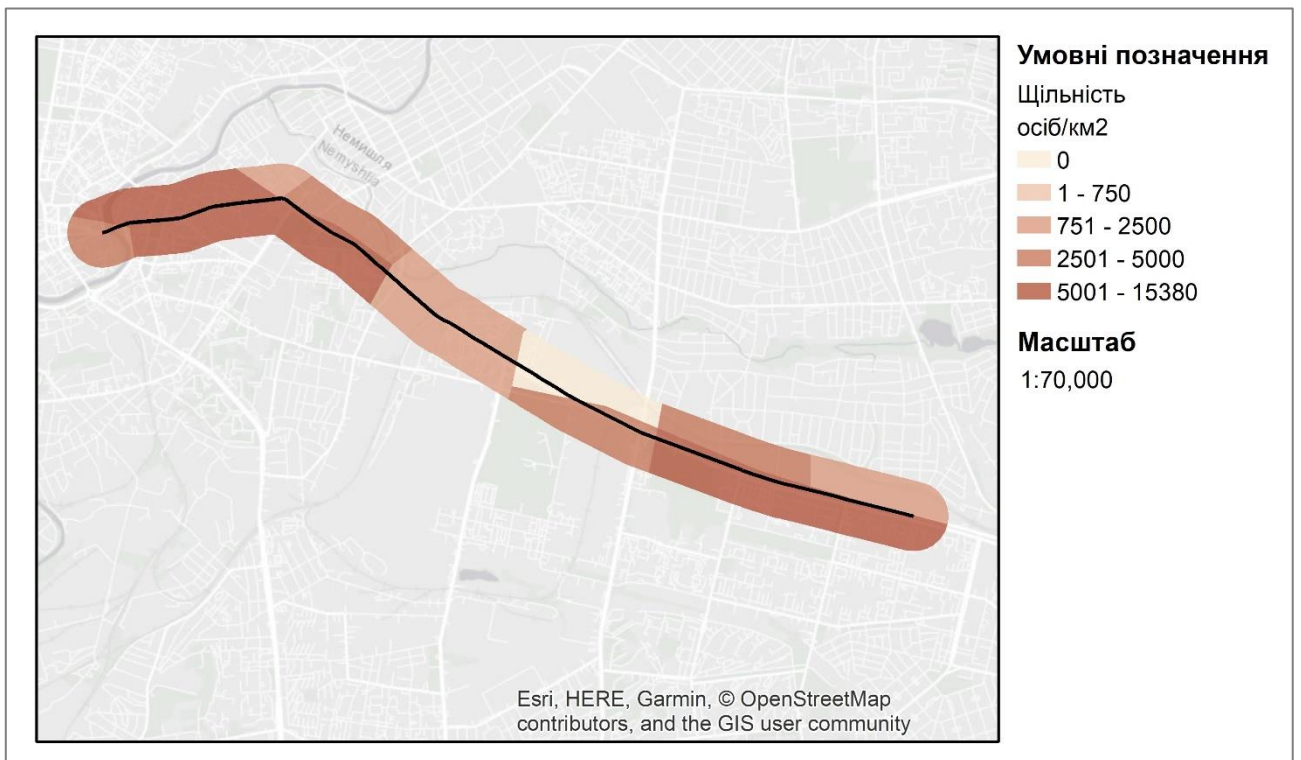 Умовні позначення
Щільність
осіб/км2
0
1 - 750
751 - 2500
2501 - 5000
5001 - 15380
Масштаб
1:70,000
Немишля
Nemyshlia
Esri, HERE, Garmin, © OpenStreetMap
contributors, and the GIS user community